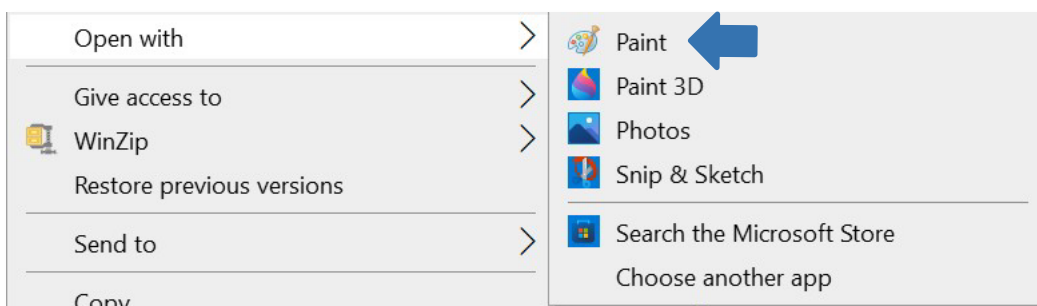 Open with
Give access to
WinZip
Restore previous versions
Send to
Copy
Paint
Paint 3D
Photos
Snip & Sketch
Search the Microsoft Store
Choose another app